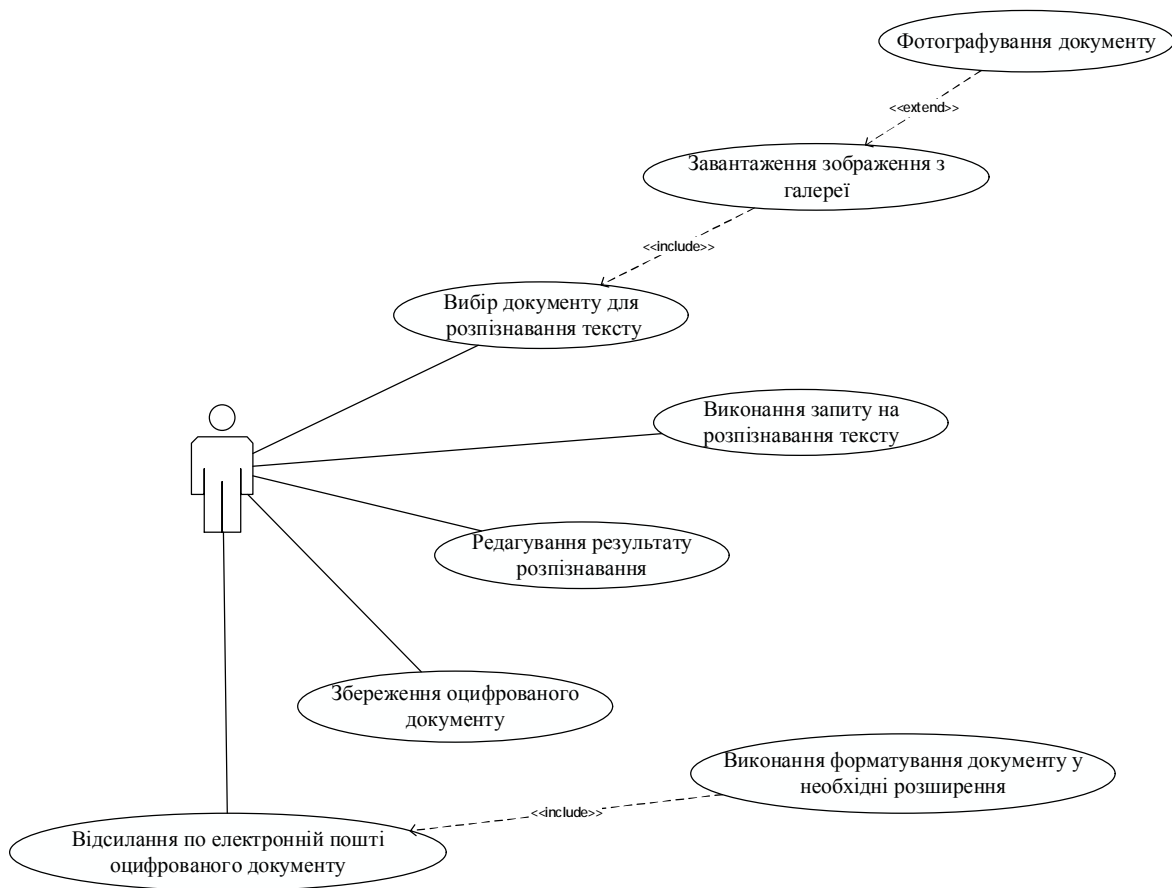 Фотографування документу
<<extend>>
Завантаження зображення з
галереї
<<include>>
Вибір документу для
розпізнавання тексту
Виконання запиту на
розпізнавання тексту
Редагування результату
розпізнавання
Збереження оцифрованого
документу
Виконання форматування документу у
необхідні розширення
<<include>>
Відсилання по електронній пошті
оцифрованого документу